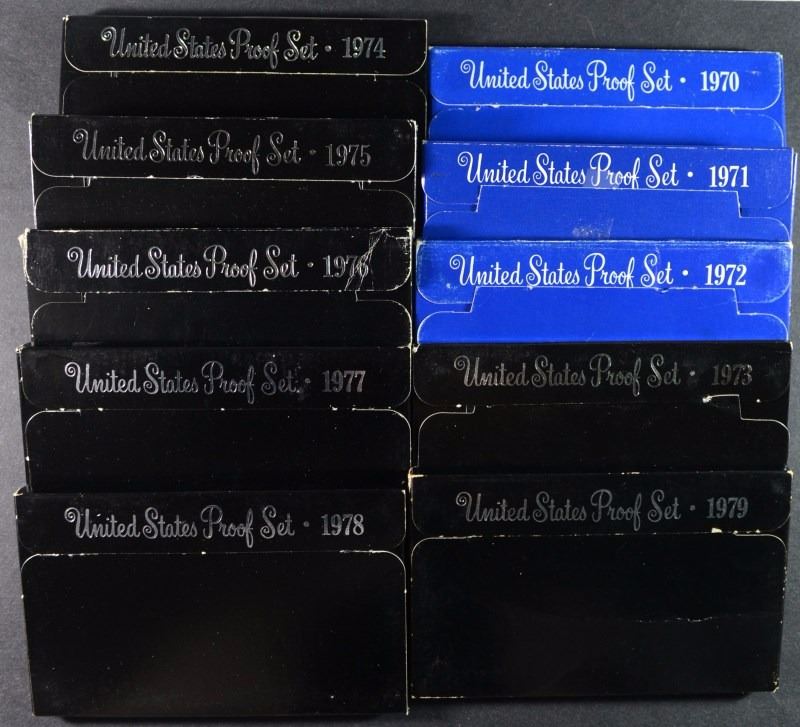 United States Proof Set • 1974
United States Proof Set • 1975
United States Proof Set • 1976
United States Proof Set • 1977
United States Proof Set • 1978
United States Proof Set • 1970
United States Proof Set • 1971
United States Proof Set • 1972
United States Proof Set • 1973
United States Proof Set • 1979